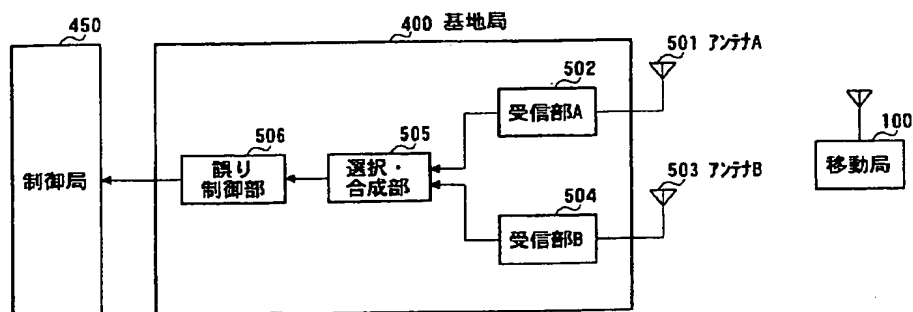 450
400 基地局
501 アンテナA
502
受信部A
100
移動局
506
誤り
制御部
505
選択・
合成部
制御局
503 アンテナB
504
受信部B